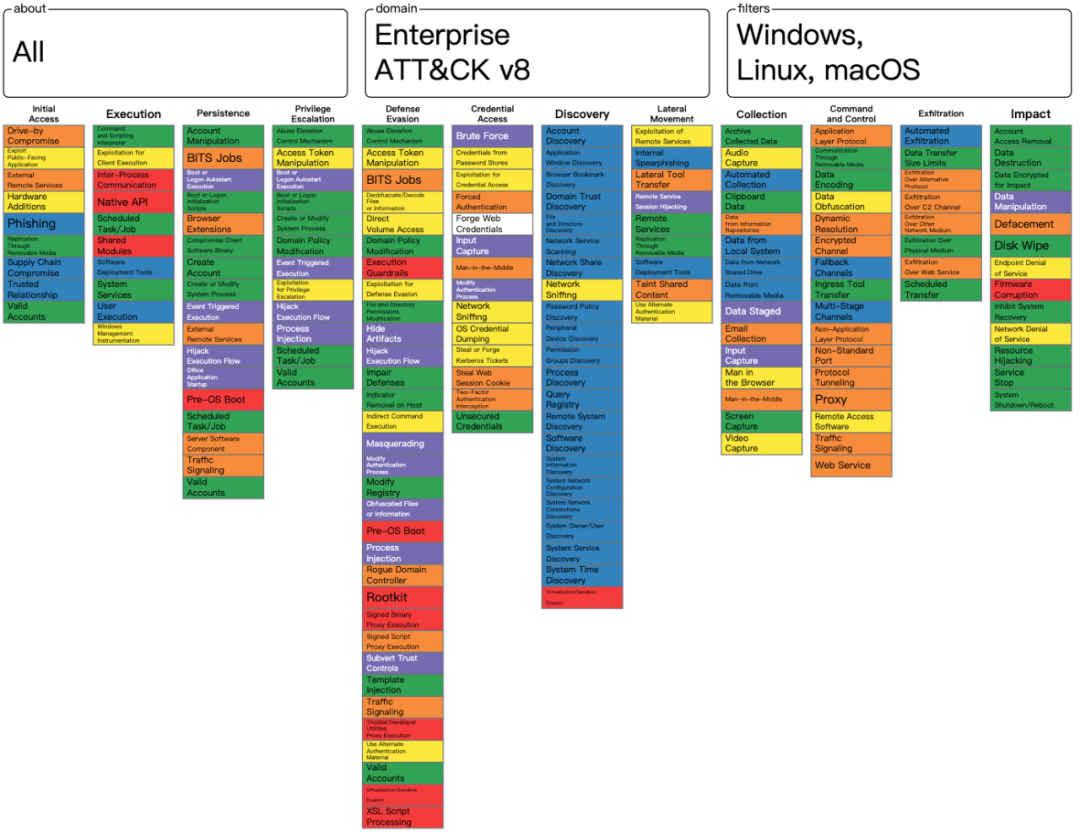 about
All
domain
Enterprise
ATT&CK v8
filters
Windows,
Linux, macOS
Initial
Access
Drive-by
Compromise
Exploit
Public-Facing
Application
External
Remote Services
Hardware
Additions
Phishing
Replication
Through
Removable Media
Supply Chain
Compromise
Trusted
Relationship
Valid
Accounts
Execution
Command
and Scripting
Interpreter
Exploitation for
Client Execution
Inter-Process
Communication
Native API
Scheduled
Task/Job
Shared
Modules
Software
Deployment Tools
System
Services
User
Execution
Windows
Management
Instrumentation
Persistence
Account
Manipulation
BITS Jobs
Boot or
Logon Autostart
Execution
Boot or Logon
Initialization
Scripts
Browser
Extensions
Compromise Client
Software Binary
Create
Account
Create or Modify
System Process
Event Triggered
Execution
External
Remote Services
Hijack
Execution Flow
Office
Application
Startup
Pre-OS Boot
Scheduled
Task/Job
Server Software
Component
Traffic
Signaling
Valid
Accounts
Privilege
Escalation
Abuse Elevation
Control Mechanism
Access Token
Manipulation
Boot or
Logon Autostart
Execution
Boot or Logon
Initialization
Scripts
Create or Modify
System Process
Domain Policy
Modification
Event Triggered
Execution
Exploitation
for Privilege
Escalation
Hijack
Execution Flow
Process
Injection
Scheduled
Task/Job
Valid
Accounts
Defense
Evasion
Abuse Elevation
Control Mechanism
Access Token
Manipulation
BITS Jobs
Deobfuscate/Decode
Files
or Information
Direct
Volume Access
Domain Policy
Modification
Execution
Guardrails
Exploitation for
Defense Evasion
File and Directory
Permissions
Modification
Hide
Artifacts
Hijack
Execution Flow
Impair
Defenses
Indicator
Removal on Host
Indirect Command
Execution
Masquerading
Modify
Authentication
Process
Modify
Registry
Obfuscated Files
or Information
Pre-OS Boot
Process
Injection
Rogue Domain
Controller
Rootkit
Signed Binary
Proxy Execution
Signed Script
Proxy Execution
Subvert Trust
Controls
Template
Injection
Traffic
Signaling
Trusted Developer
Utilities
Proxy Execution
Use Alternate
Authentication
Material
Valid
Accounts
Virtualization/Sandbox
Evasion
XSL Script
Processing
Credential
Access
Brute Force
Credentials from
Password Stores
Exploitation for
Credential Access
Forced
Authentication
Forge Web
Credentials
Input
Capture
Man-in-the-Middle
Modify
Authentication
Process
Network
Sniffing
OS Credential
Dumping
Steal or Forge
Kerberos Tickets
Steal Web
Session Cookie
Two-Factor
Authentication
Interception
Unsecured
Credentials
Discovery
Account
Discovery
Application
Window Discovery
Browser Bookmark
Discovery
Domain Trust
Discovery
File
and Directory
Discovery
Network Service
Scanning
Network Share
Discovery
Network
Sniffing
Password Policy
Discovery
Peripheral
Device Discovery
Permission
Groups Discovery
Process
Discovery
Query
Registry
Remote System
Discovery
Software
Discovery
System
Information
Discovery
System Network
Configuration
Discovery
System Network
Connections
Discovery
System Owner/User
Discovery
System Service
Discovery
System Time
Discovery
Virtualization/Sandbox
Evasion
Lateral
Movement
Exploitation of
Remote Services
Internal
Spearphishing
Lateral Tool
Transfer
Remote Service
Session Hijacking
Remote
Services
Replication
Through
Removable Media
Software
Deployment Tools
Taint Shared
Content
Use Alternate
Authentication
Material
Collection
Archive
Collected Data
Audio
Capture
Automated
Collection
Clipboard
Data
Data
from Information
Repositories
Data from
Local System
Data from Network
Shared Drive
Data from
Removable Media
Data Staged
Email
Collection
Input
Capture
Man in
the Browser
Man-in-the-Middle
Screen
Capture
Video
Capture
Command
and Control
Application
Layer Protocol
Communication
Through
Removable Media
Data
Encoding
Data
Obfuscation
Dynamic
Resolution
Encrypted
Channel
Fallback
Channels
Ingress Tool
Transfer
Multi-Stage
Channels
Non-Application
Layer Protocol
Non-Standard
Port
Protocol
Tunneling
Proxy
Remote Access
Software
Traffic
Signaling
Web Service
Exfiltration
Automated
Exfiltration
Data Transfer
Size Limits
Exfiltration
Over Alternative
Protocol
Exfiltration
Over C2 Channel
Exfiltration
Over Other
Network Medium
Exfiltration Over
Physical Medium
Exfiltration
Over Web Service
Scheduled
Transfer
Impact
Account
Access Removal
Data
Destruction
Data Encrypted
for Impact
Data
Manipulation
Defacement
Disk Wipe
Endpoint Denial
of Service
Firmware
Corruption
Inhibit System
Recovery
Network Denial
of Service
Resource
Hijacking
Service
Stop
System
Shutdown/Reboot